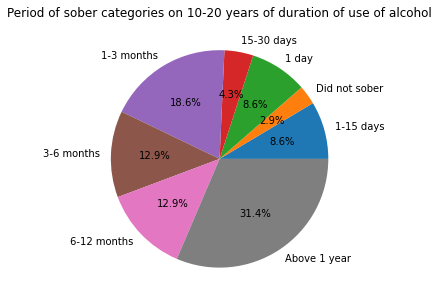 Period of sober categories on 10-20 years of duration of use of alcohol
15-30 days
1 day
1-3 months
Did not sober
4.3%
8.6%
18.6%
2.9%
1-15 days
8.6%
3-6 months
12.9%
12.9%
31.4%
6-12 months
Above 1 year